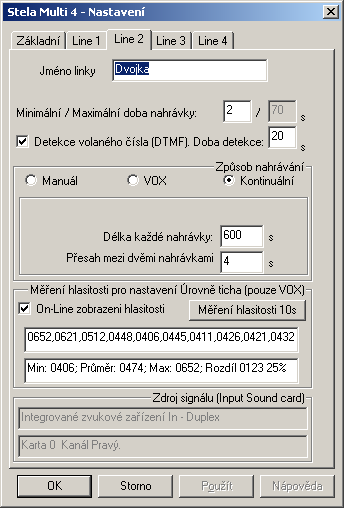 Stela Multi 4 - Nastavení
Základní
Line 1
Line 2
Line 3
Line 4
Jméno linky
Dvojka
Minimální / Maximální doba nahrávky:
2 / 70 s
Detekce volaného čísla (DTMF). Doba detekce: 20 s
Způsob nahrávání
Manuál
VOX
Kontinuální
Délka každé nahrávky: 600 s
Přesah mezi dvěmi nahrávkami 4 s
Měření hlasitosti pro nastavení Úrovně ticha (pouze VOX)
On-Line zobrazeni hlasitosti
Měření hlasitosti 10s
0652,0621,0512,0448,0406,0445,0411,0426,0421,0432
Min: 0406; Průměr: 0474; Max: 0652; Rozdíl 0123 25%
Zdroj signálu (Input Sound card)
Integrované zvukové zařízení In - Duplex
Karta 0 Kanál Pravý.
OK
Storno
Použít
Nápověda